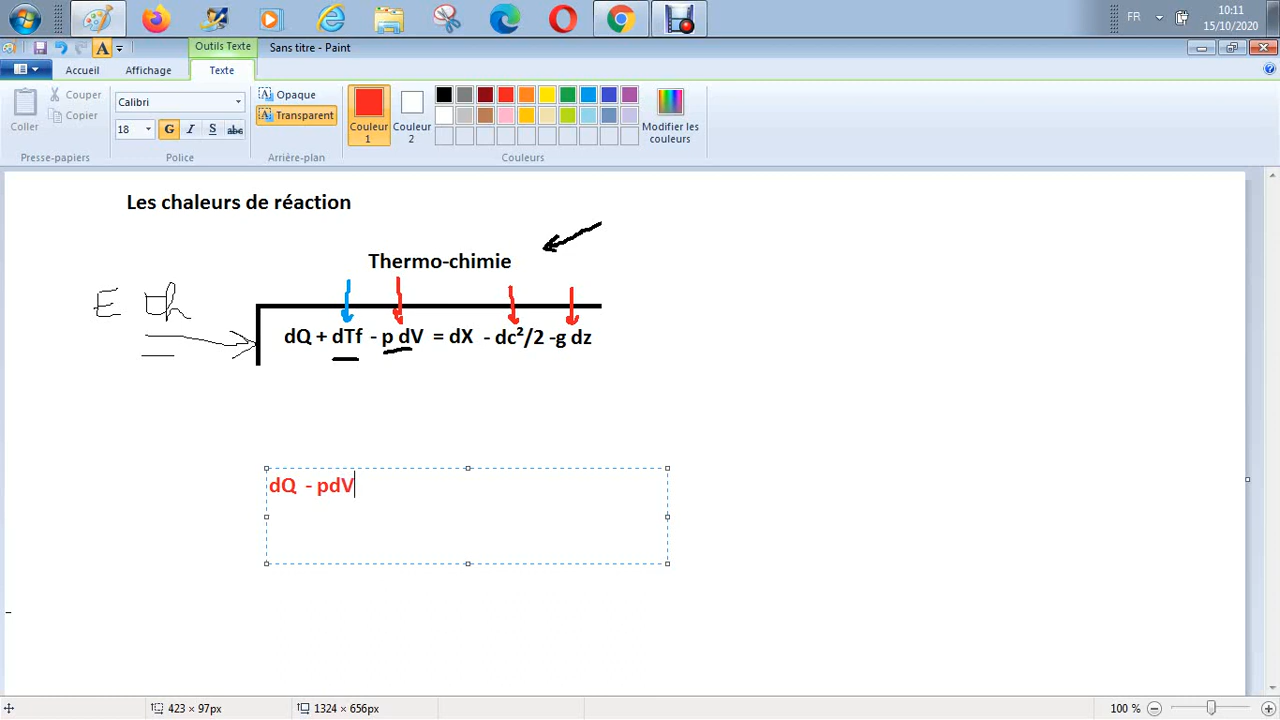 FR
10:11
15/10/2020
Outils Texte
Sans titre - Paint
Accueil
Affichage
Texte
Coller
Couper
Copier
Presse-papiers
Calibri
18
G I S abc
Police
Opaque
Transparent
Arrière-plan
Couleur 1
Couleur 2
Modifier les couleurs
Couleurs
Les chaleurs de réaction
Thermo-chimie
E th
dQ + dTf - p dV = dX - dc²/2 -g dz
dQ - pdV
423 × 97px
1324 × 656px
100 %